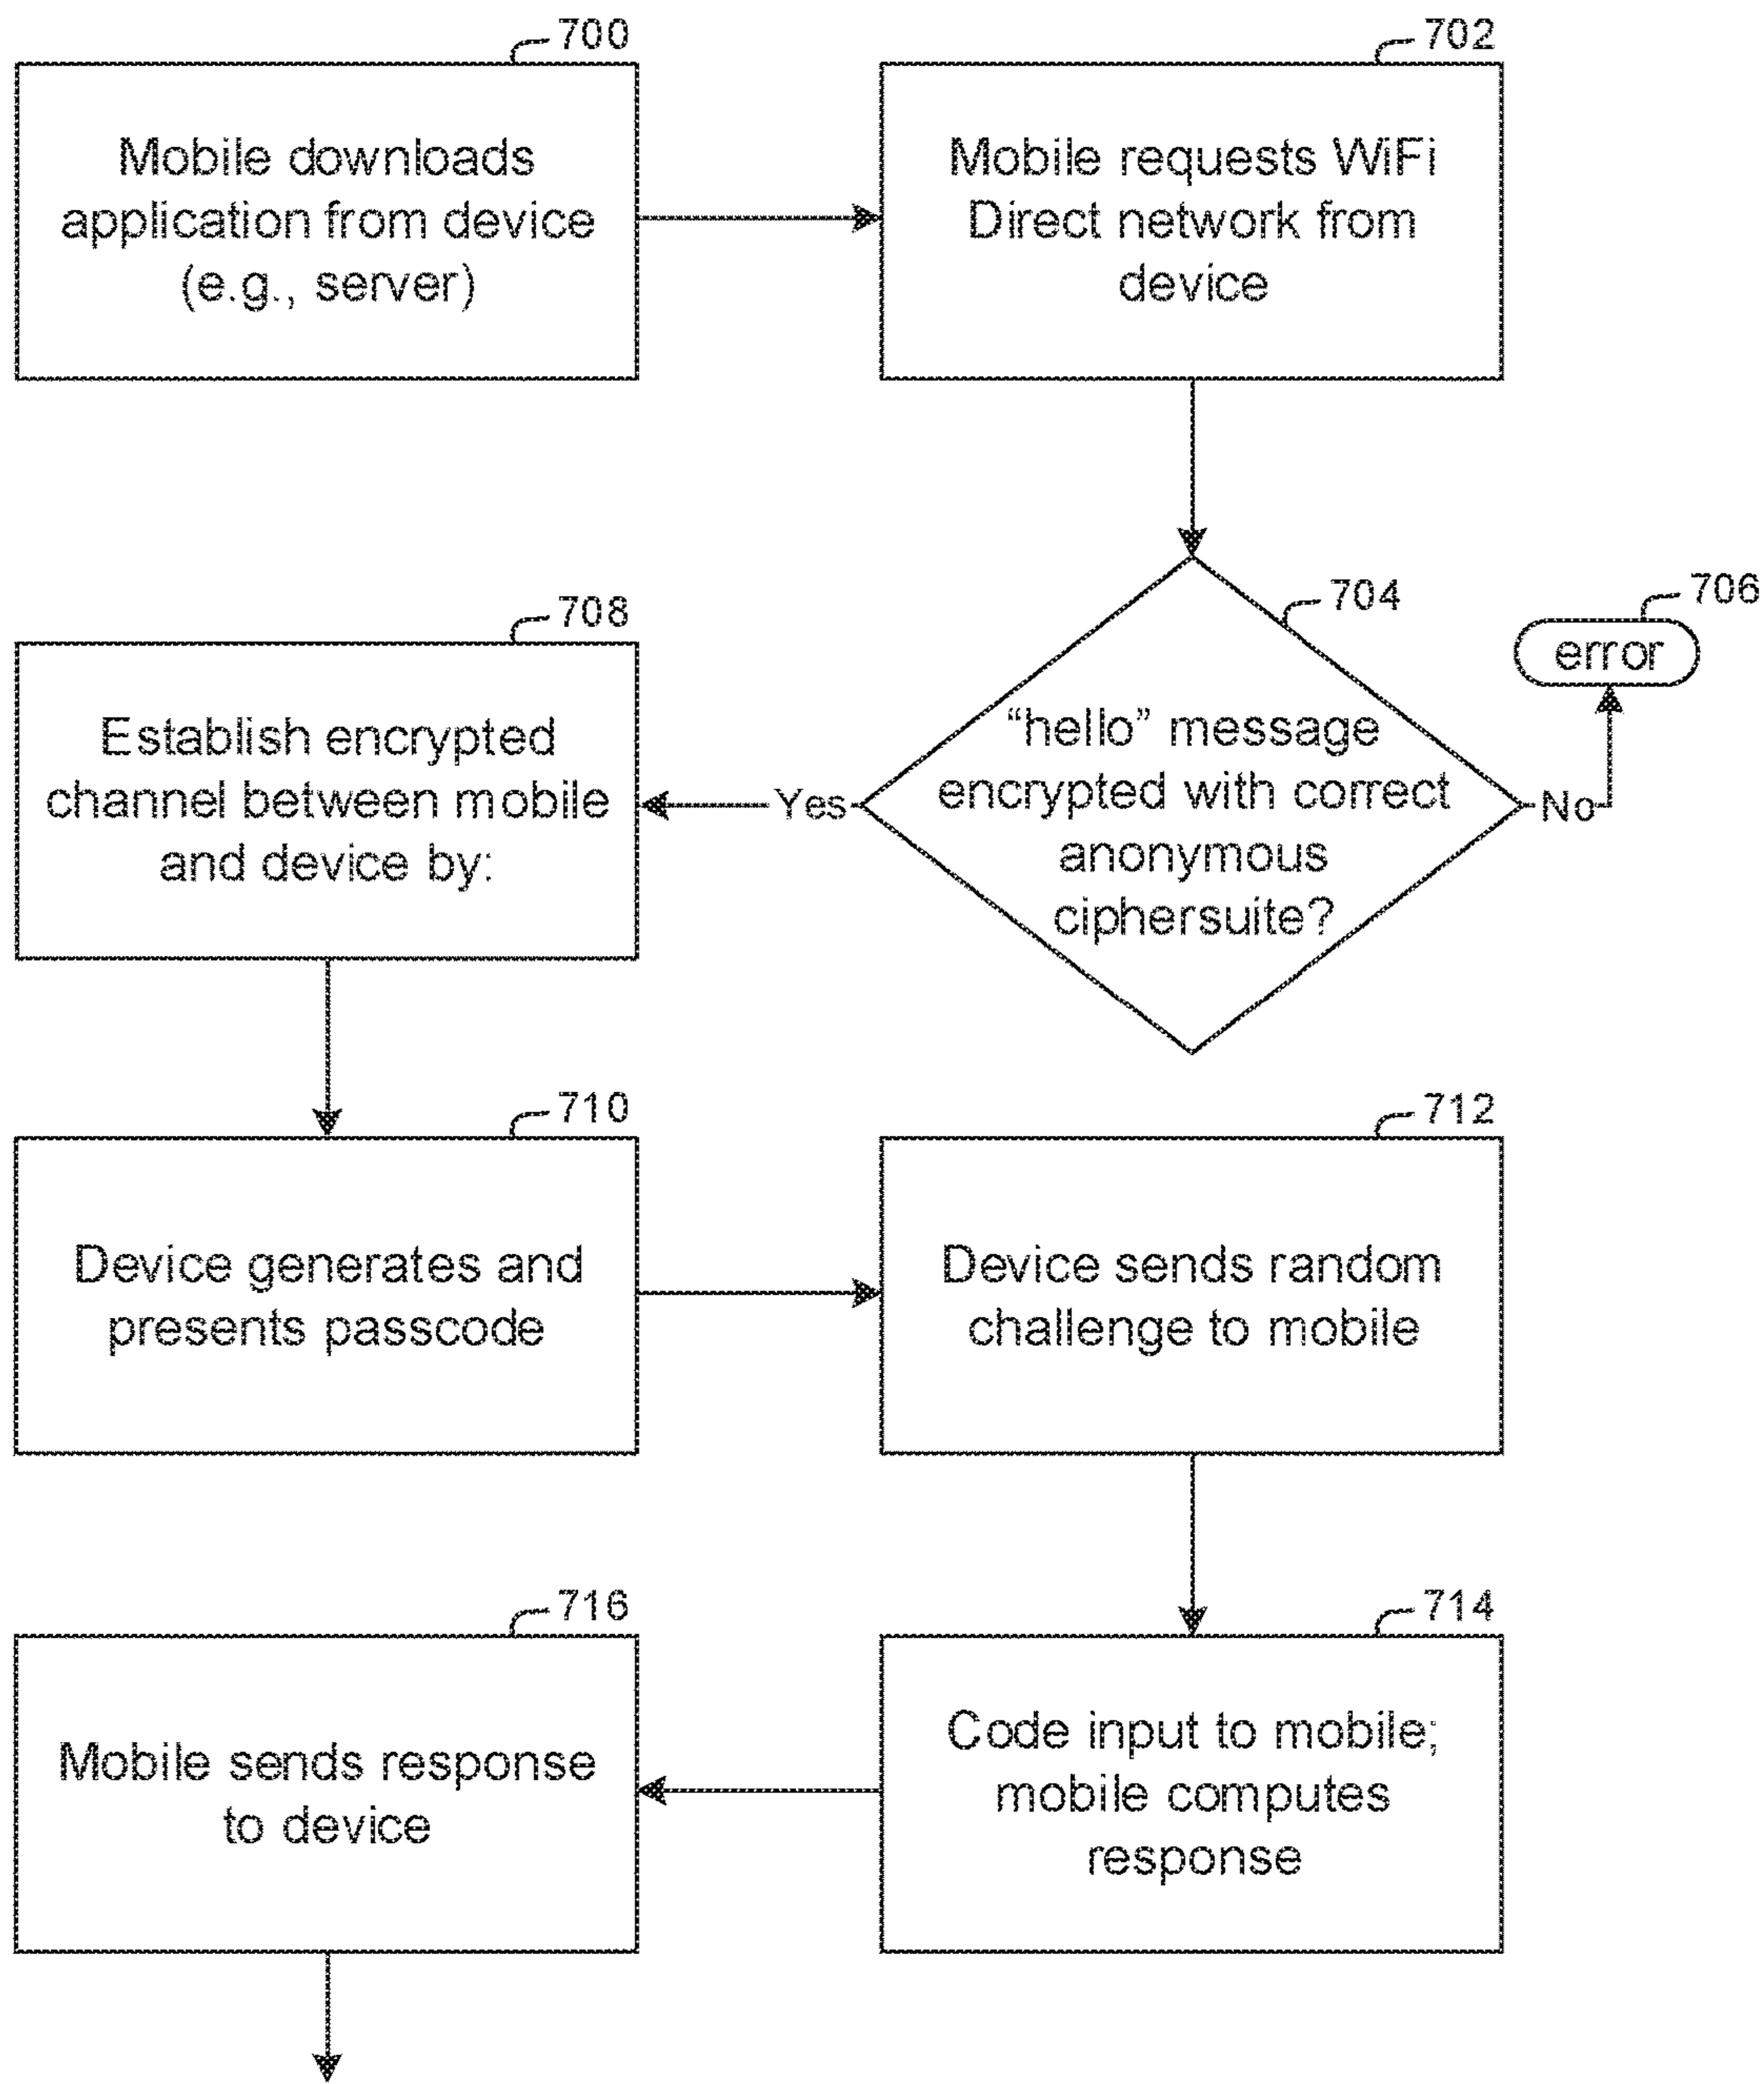 700
Mobile downloads
application from device
(e.g., server)
702
Mobile requests WiFi
Direct network from
device
704
“hello” message
encrypted with correct
anonymous
ciphersuite?
Yes
No
706
error
708
Establish encrypted
channel between mobile
and device by:
710
Device generates and
presents passcode
712
Device sends random
challenge to mobile
714
Code input to mobile;
mobile computes
response
716
Mobile sends response
to device